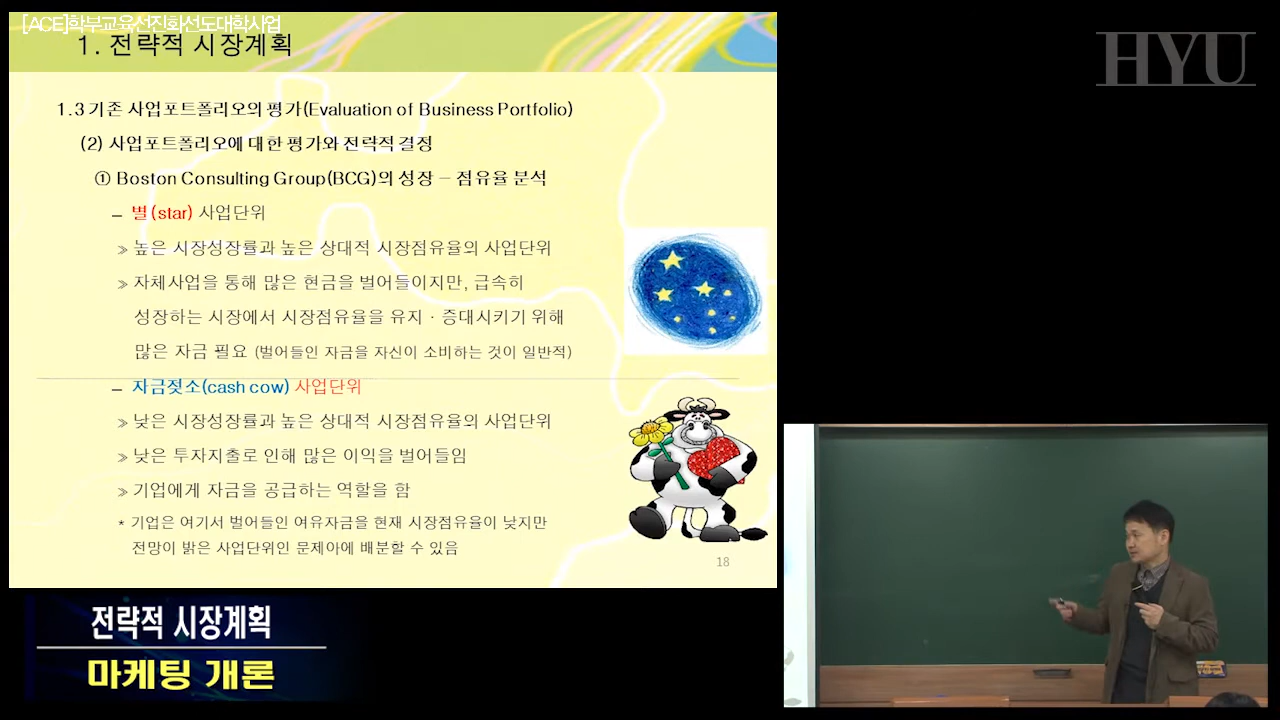 [ACE]학부교육선진화선도대학사업
1. 전략적 시장계획
HYU
1.3 기존 사업포트폴리오의 평가(Evaluation of Business Portfolio)
(2) 사업포트폴리오에 대한 평가와 전략적 결정
① Boston Consulting Group(BCG)의 성장 – 점유율 분석
– 별(star) 사업단위
» 높은 시장성장률과 높은 상대적 시장점유율의 사업단위
» 자체사업을 통해 많은 현금을 벌어들이지만, 급속히
성장하는 시장에서 시장점유율을 유지 · 증대시키기 위해
많은 자금 필요 (벌어들인 자금을 자신이 소비하는 것이 일반적)
– 자금젖소(cash cow) 사업단위
» 낮은 시장성장률과 높은 상대적 시장점유율의 사업단위
» 낮은 투자지출로 인해 많은 이익을 벌어들임
» 기업에게 자금을 공급하는 역할을 함
* 기업은 여기서 벌어들인 여유자금을 현재 시장점유율이 낮지만
전망이 밝은 사업단위인 문제아에 배분할 수 있음
18
전략적 시장계획
마케팅 개론